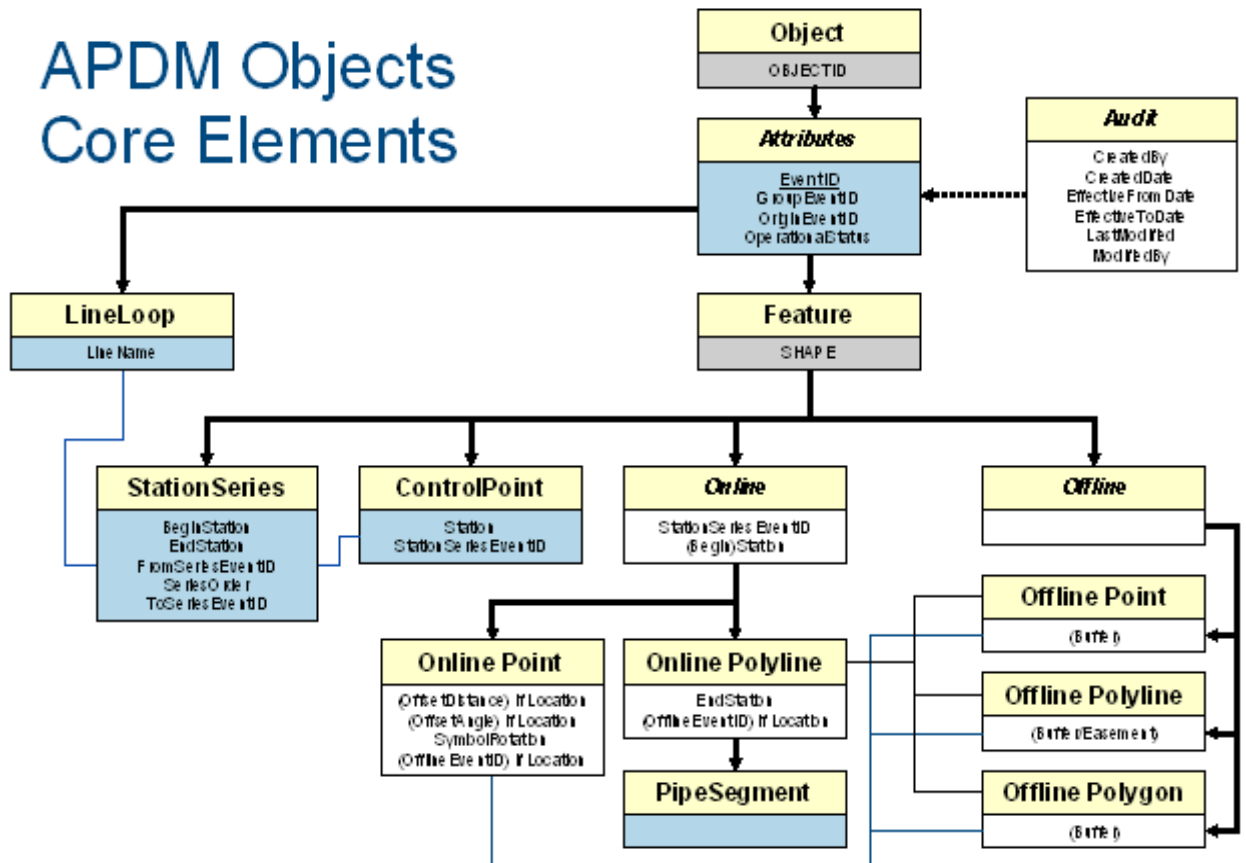 APDM Objects
Core Elements
Object
OBJECTID
Attributes
EventID
GroupEventID
OriginEventID
OperationalStatus
Audit
CreatedBy
CreatedDate
EffectiveFromDate
EffectiveToDate
LastModified
ModifiedBy
LineLoop
LineName
Feature
SHAPE
StationSeries
BeginStation
EndStation
FromSeriesEventID
SeriesOrder
ToSeriesEventID
ControlPoint
Station
StationSeriesEventID
Online
StationSeriesEventID
(Begin)Station
Offline
Online Point
(OffsetDistance) If Location
(OffsetAngle) If Location
SymbolRotation
(OfflineEventID) If Location
Online Polyline
EndStation
(OfflineEventID) If Location
PipeSegment
Offline Point
(Buffer)
Offline Polyline
(Buffer/Easement)
Offline Polygon
(Buffer)